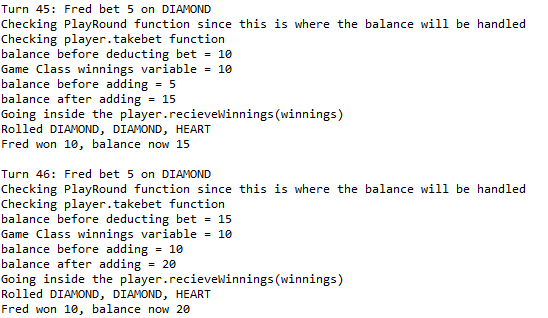 Turn 45: Fred bet 5 on DIAMOND
Checking PlayRound function since this is where the balance will be handled
Checking player.takebet function
balance before deducting bet = 10
Game Class winnings variable = 10
balance before adding = 5
balance after adding = 15
Going inside the player.recieveWinnings(winnings)
Rolled DIAMOND, DIAMOND, HEART
Fred won 10, balance now 15

Turn 46: Fred bet 5 on DIAMOND
Checking PlayRound function since this is where the balance will be handled
Checking player.takebet function
balance before deducting bet = 15
Game Class winnings variable = 10
balance before adding = 10
balance after adding = 20
Going inside the player.recieveWinnings(winnings)
Rolled DIAMOND, DIAMOND, HEART
Fred won 10, balance now 20